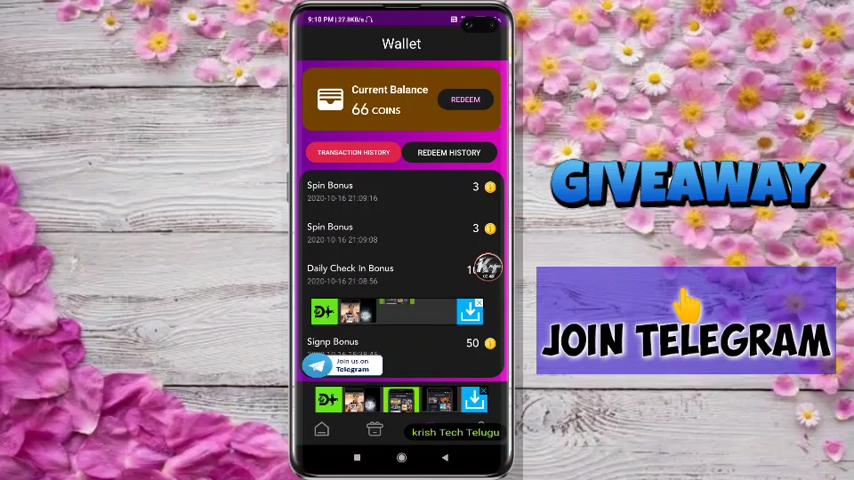 9:10 PM | 27.8KB/s
Wallet
Current Balance
66 COINS
REDEEM
TRANSACTION HISTORY
REDEEM HISTORY
Spin Bonus
3
2020-10-16 21:09:16
Spin Bonus
3
2020-10-16 21:09:08
Daily Check In Bonus
2020-10-16 21:08:56
KT
D+
Signp Bonus
50
Join us on
Telegram
D+
krish Tech Telugu
GIVEAWAY
JOIN TELEGRAM